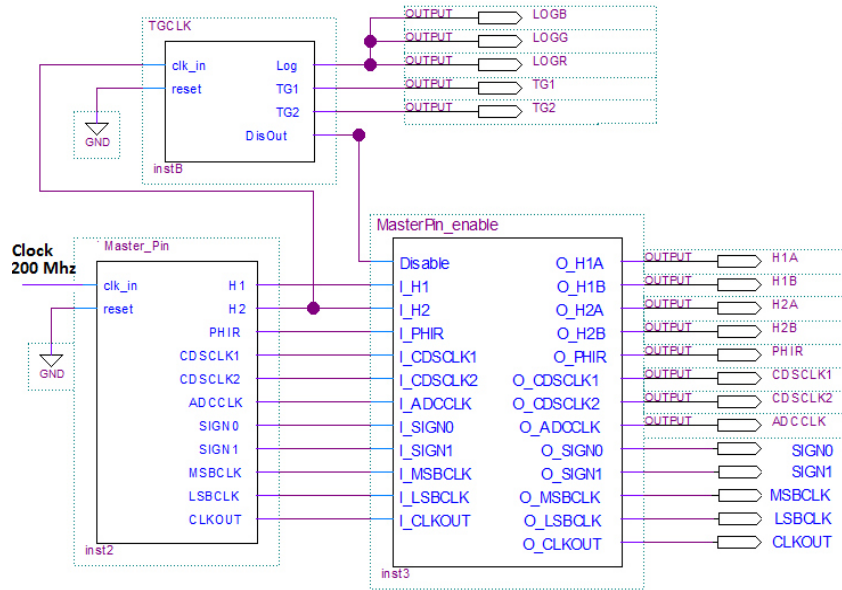 TGCLK
clk_in
reset
Log
TG1
TG2
DisOut
instB
GND
OUTPUT LOGB
OUTPUT LOGG
OUTPUT LOGR
OUTPUT TG1
OUTPUT TG2
Clock
200 Mhz
Master_Pin
clk_in
reset
H1
H2
PHIR
CDSCLK1
CDSCLK2
ADCCLK
SIGN0
SIGN1
MSBCLK
LSBCLK
CLKOUT
inst2
GND
MasterPin_enable
Disable O_H1A
I_H1 O_H1B
I_H2 O_H2A
I_PHIR O_H2B
I_CDSCLK1 O_PHIR
I_CDSCLK2 O_CDSCLK1
I_ADCCLK O_CDSCLK2
I_SIGN0 O_ADCCLK
I_SIGN1 O_SIGN0
I_MSBCLK O_SIGN1
I_LSBCLK O_MSBCLK
I_CLKOUT O_LSBCLK
O_CLKOUT
inst3
OUTPUT H1A
OUTPUT H1B
OUTPUT H2A
OUTPUT H2B
OUTPUT PHIR
OUTPUT CDSCLK1
OUTPUT CDSCLK2
OUTPUT ADCCLK
SIGN0
SIGN1
MSBCLK
LSBCLK
CLKOUT